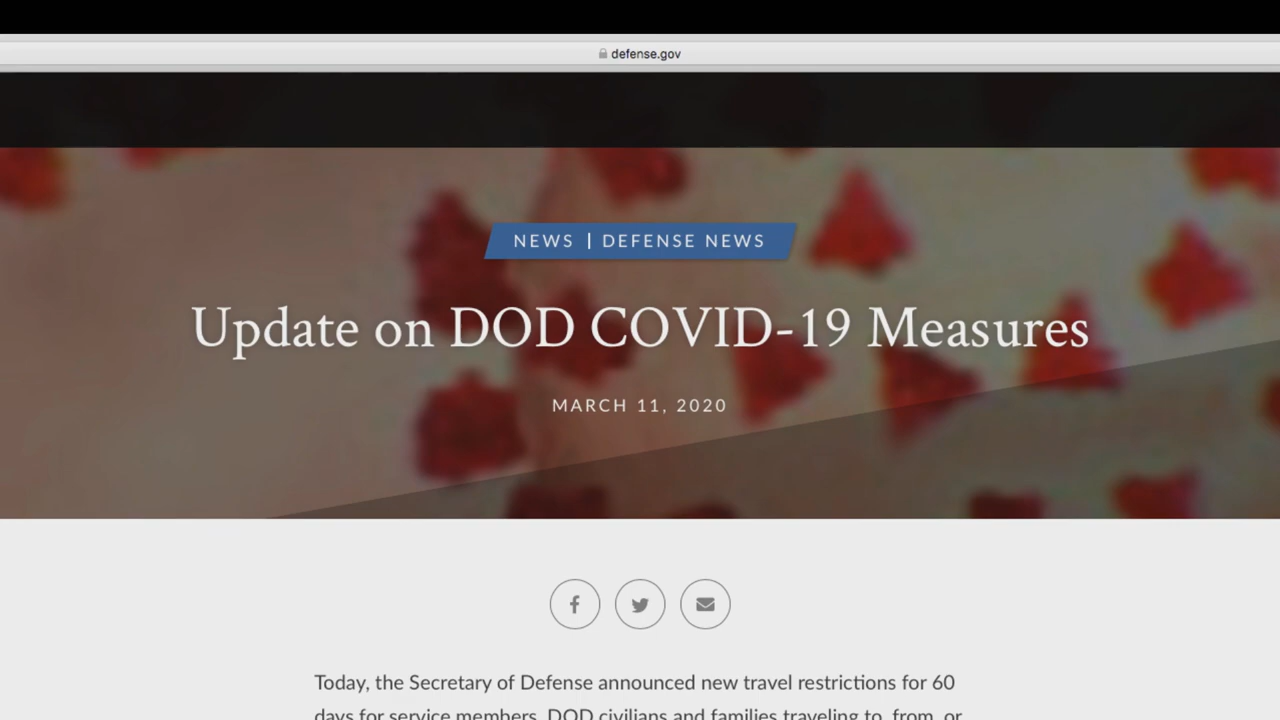 defense.gov
NEWS | DEFENSE NEWS
Update on DOD COVID-19 Measures
MARCH 11, 2020
Today, the Secretary of Defense announced new travel restrictions for 60
days for service members, DOD civilians and families traveling to, from, or